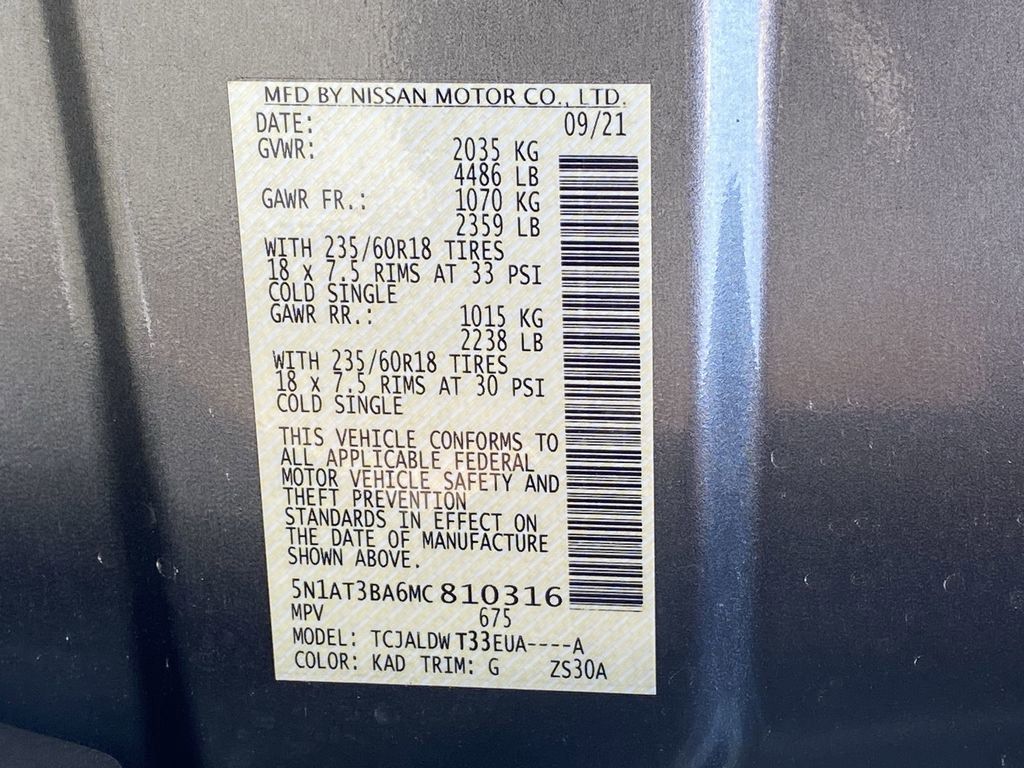 MFD BY NISSAN MOTOR CO., LTD.
DATE: 09/21
GVWR: 2035 KG
4486 LB
GAWR FR.: 1070 KG
2359 LB
WITH 235/60R18 TIRES
18 x 7.5 RIMS AT 33 PSI
COLD SINGLE
GAWR RR.: 1015 KG
2238 LB
WITH 235/60R18 TIRES
18 x 7.5 RIMS AT 30 PSI
COLD SINGLE
THIS VEHICLE CONFORMS TO
ALL APPLICABLE FEDERAL
MOTOR VEHICLE SAFETY AND
THEFT PREVENTION
STANDARDS IN EFFECT ON
THE DATE OF MANUFACTURE
SHOWN ABOVE.
5N1AT3BA6MC 810316
MPV 675
MODEL: TCJALDW T33EUA----A
COLOR: KAD TRIM: G ZS30A